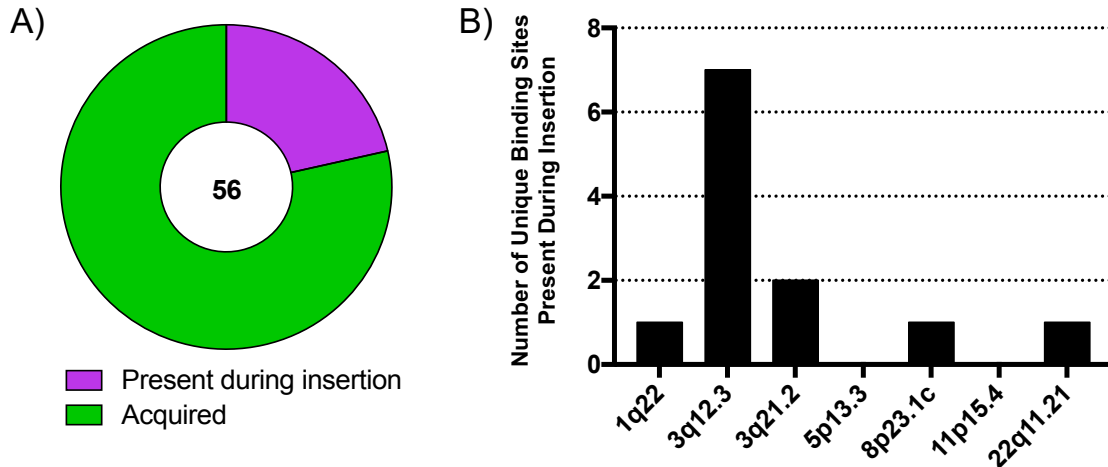 A)
56
Present during insertion
Acquired
B)
Number of Unique Binding Sites
Present During Insertion
8
6
4
2
0
1q22
3q12.3
3q21.2
5p13.3
8p23.1c
11p15.4
22q11.21